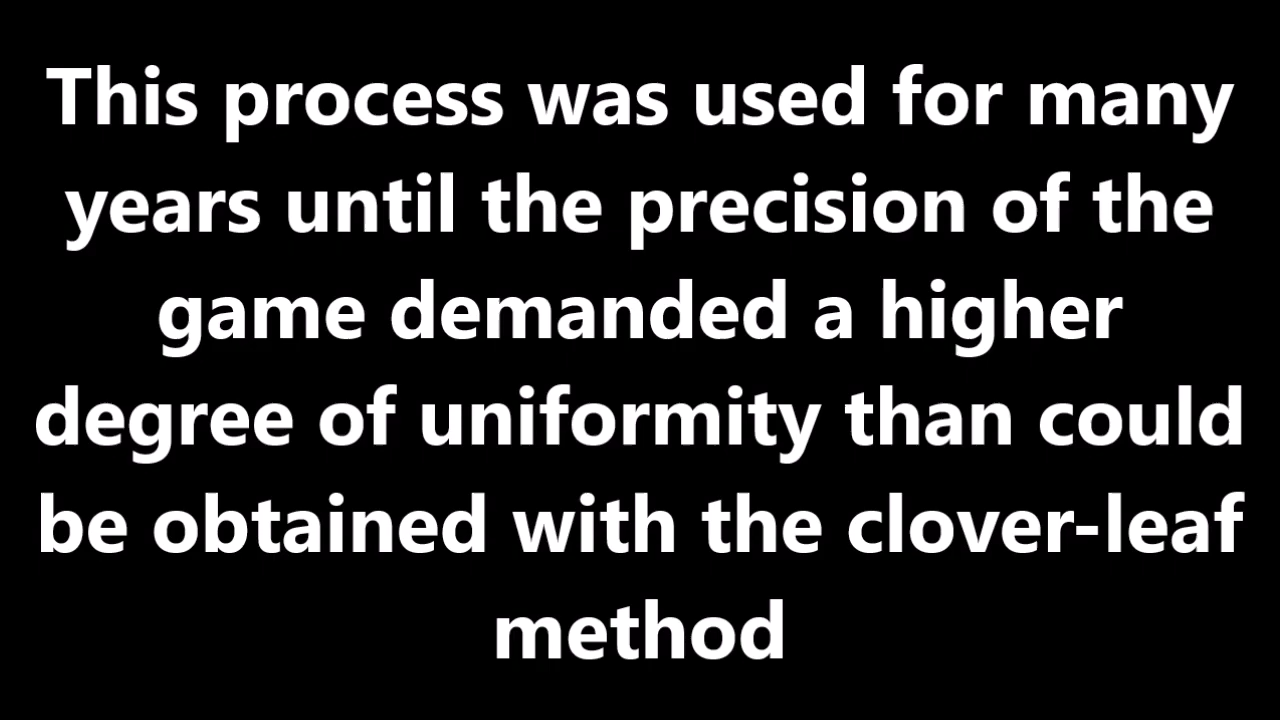 This process was used for many
years until the precision of the
game demanded a higher
degree of uniformity than could
be obtained with the clover-leaf
method